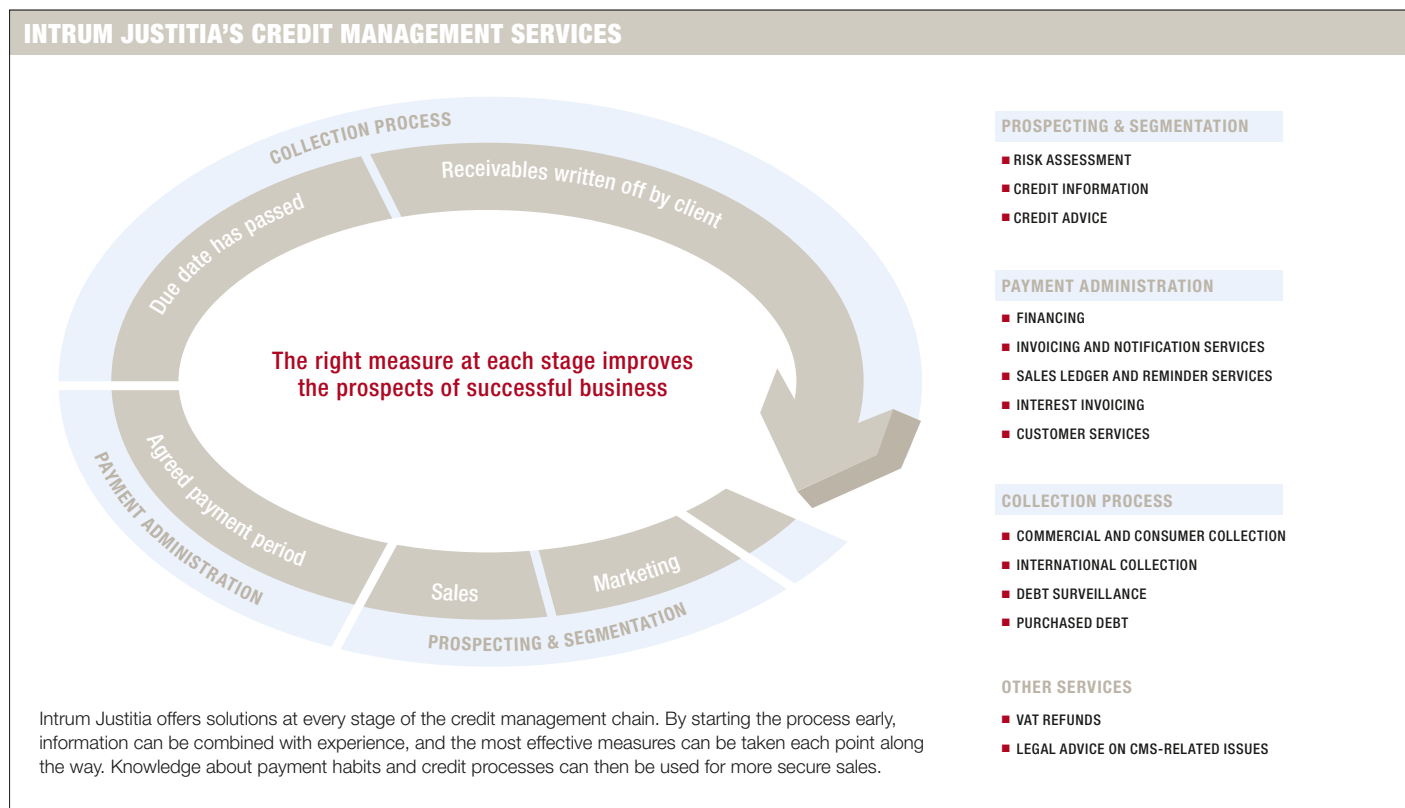 INTRUM JUSTITIA'S CREDIT MANAGEMENT SERVICES
COLLECTION PROCESS
Due date has passed
Receivables written off by client
The right measure at each stage improves
the prospects of successful business
Agreed payment period
PAYMENT ADMINISTRATION
Sales
Marketing
PROSPECTING & SEGMENTATION
Intrum Justitia offers solutions at every stage of the credit management chain. By starting the process early,
information can be combined with experience, and the most effective measures can be taken each point along
the way. Knowledge about payment habits and credit processes can then be used for more secure sales.
PROSPECTING & SEGMENTATION
■ RISK ASSESSMENT
■ CREDIT INFORMATION
■ CREDIT ADVICE
PAYMENT ADMINISTRATION
■ FINANCING
■ INVOICING AND NOTIFICATION SERVICES
■ SALES LEDGER AND REMINDER SERVICES
■ INTEREST INVOICING
■ CUSTOMER SERVICES
COLLECTION PROCESS
■ COMMERCIAL AND CONSUMER COLLECTION
■ INTERNATIONAL COLLECTION
■ DEBT SURVEILLANCE
■ PURCHASED DEBT
OTHER SERVICES
■ VAT REFUNDS
■ LEGAL ADVICE ON CMS-RELATED ISSUES